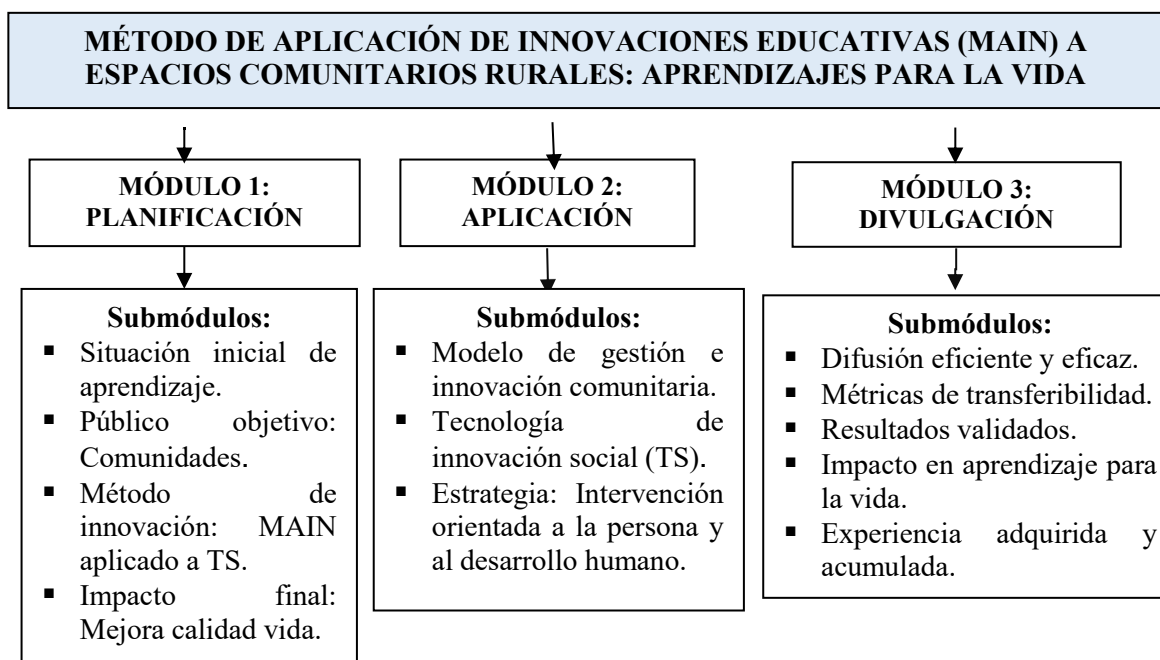 MÉTODO DE APLICACIÓN DE INNOVACIONES EDUCATIVAS (MAIN) A
ESPACIOS COMUNITARIOS RURALES: APRENDIZAJES PARA LA VIDA
MÓDULO 1:
PLANIFICACIÓN
Submódulos:
▪ Situación inicial de
aprendizaje.
▪ Público objetivo:
Comunidades.
▪ Método de
innovación: MAIN
aplicado a TS.
▪ Impacto final:
Mejora calidad vida.
MÓDULO 2:
APLICACIÓN
Submódulos:
▪ Modelo de gestión e
innovación comunitaria.
▪ Tecnología de
innovación social (TS).
▪ Estrategia: Intervención
orientada a la persona y
al desarrollo humano.
MÓDULO 3:
DIVULGACIÓN
Submódulos:
▪ Difusión eficiente y eficaz.
▪ Métricas de transferibilidad.
▪ Resultados validados.
▪ Impacto en aprendizaje para
la vida.
▪ Experiencia adquirida y
acumulada.